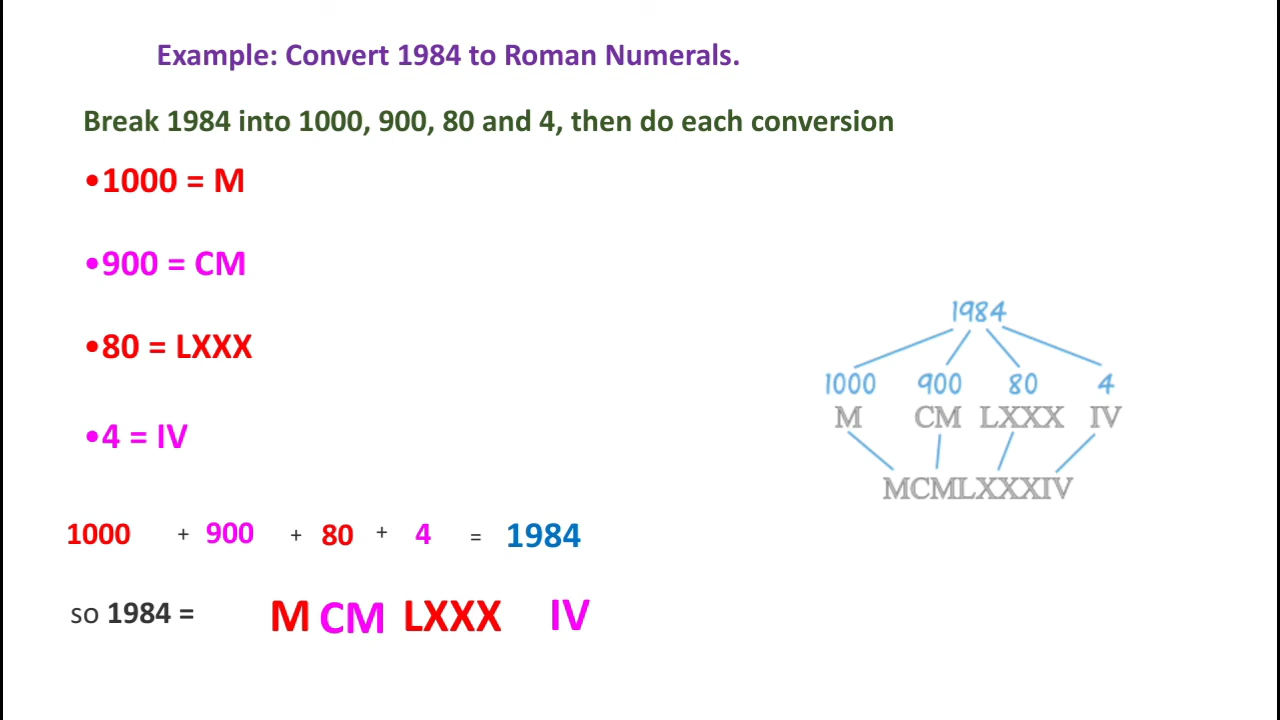 Example: Convert 1984 to Roman Numerals.
Break 1984 into 1000, 900, 80 and 4, then do each conversion
•1000 = M
•900 = CM
•80 = LXXX
•4 = IV
1984
1000 900 80 4
M CM LXXX IV
MCMLXXXIV
1000 + 900 + 80 + 4 = 1984
so 1984 = M CM LXXX IV